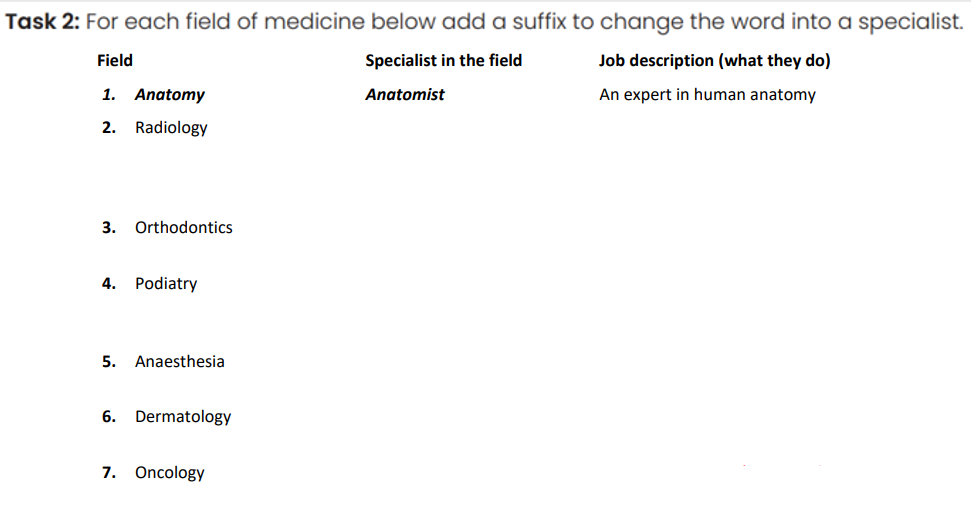 Task 2: For each field of medicine below add a suffix to change the word into a specialist.
Field Specialist in the field Job description (what they do)
1. Anatomy Anatomist An expert in human anatomy
2. Radiology
3. Orthodontics
4. Podiatry
5. Anaesthesia
6. Dermatology
7. Oncology